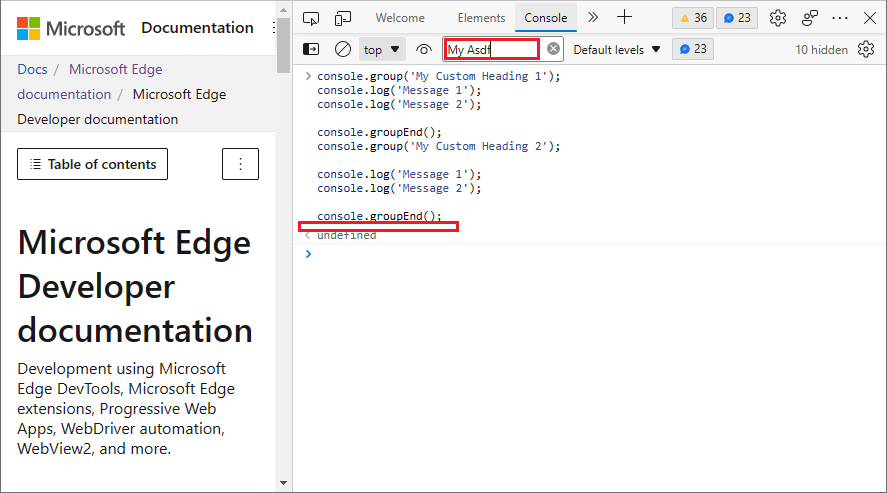 Microsoft
Documentation
Docs / Microsoft Edge
documentation / Microsoft Edge
Developer documentation
Table of contents
Microsoft Edge
Developer
documentation
Development using Microsoft
Edge DevTools, Microsoft Edge
extensions, Progressive Web
Apps, WebDriver automation,
WebView2, and more.
Welcome Elements Console 36 23
top My Asdf Default levels 23 10 hidden
console.group('My Custom Heading 1');
console.log('Message 1');
console.log('Message 2');
console.groupEnd();
console.group('My Custom Heading 2');
console.log('Message 1');
console.log('Message 2');
console.groupEnd();
undefined